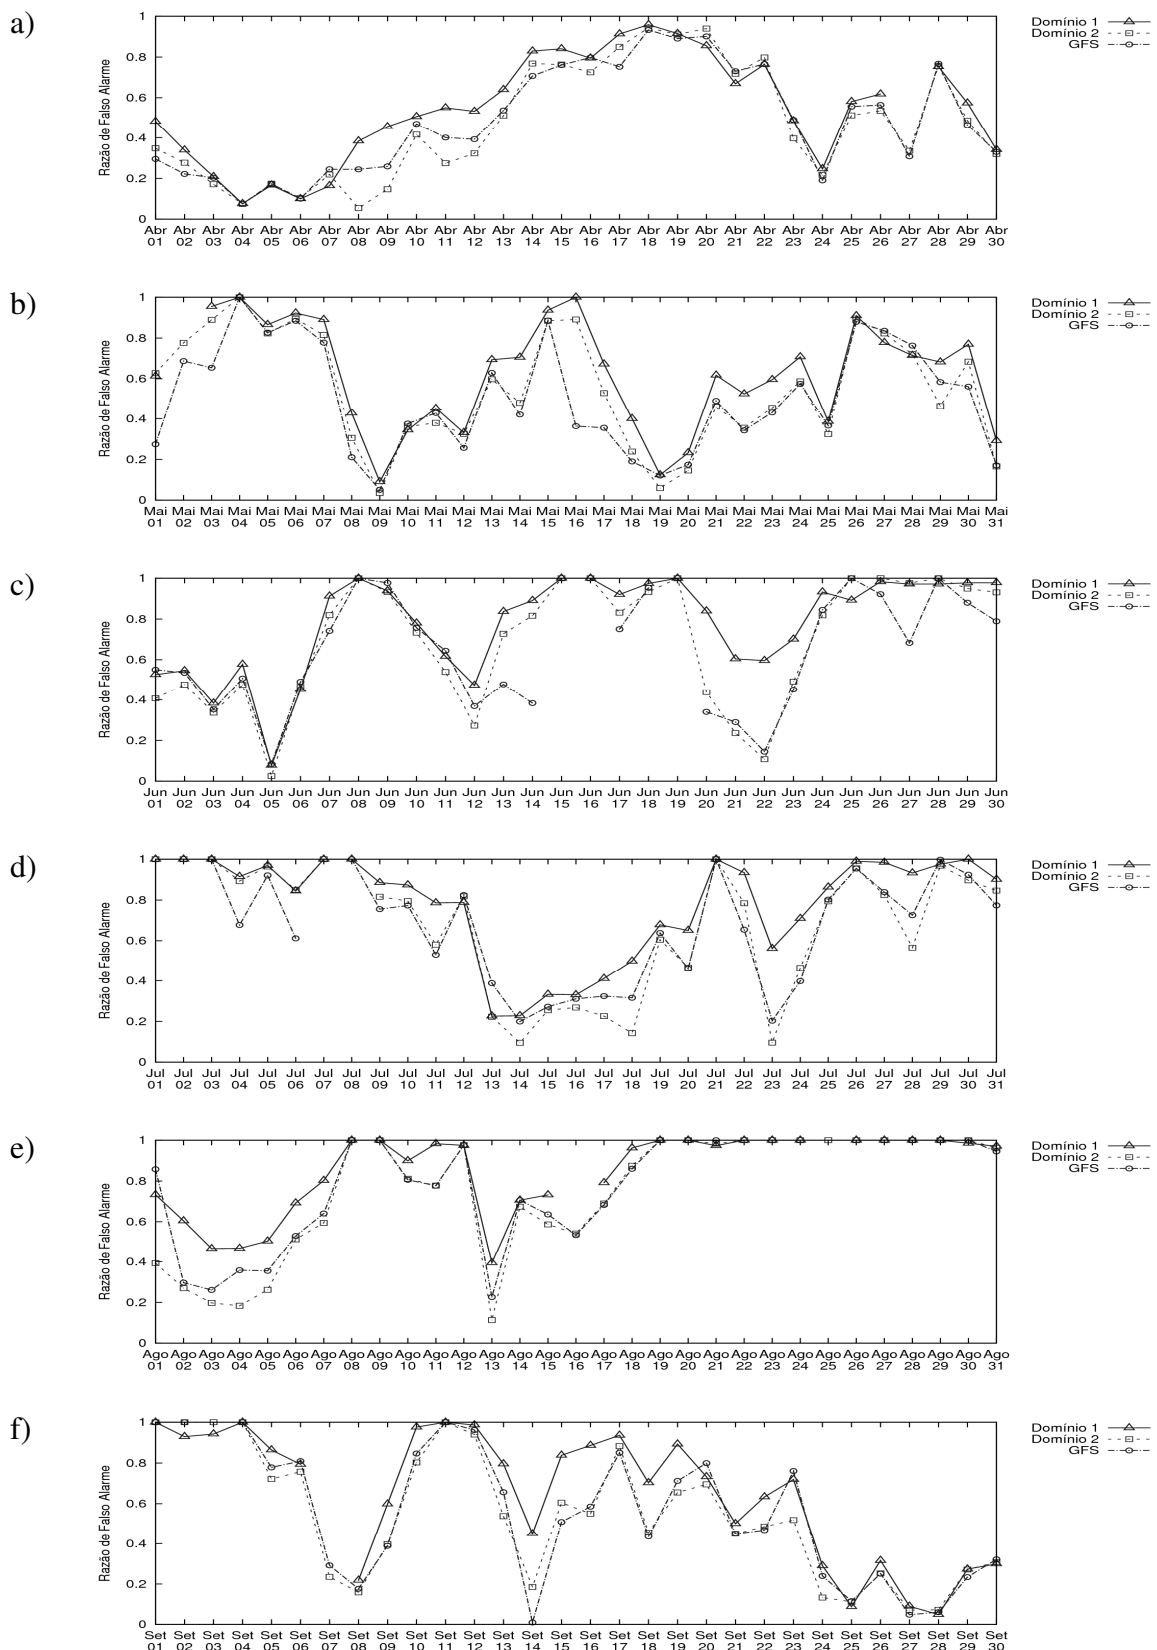 a)
Razão de Falso Alarme
1
0.8
0.6
0.4
0.2
0
Abr Abr Abr Abr Abr Abr Abr Abr Abr Abr Abr Abr Abr Abr Abr Abr Abr Abr Abr Abr Abr Abr Abr Abr Abr Abr Abr Abr Abr Abr
01 02 03 04 05 06 07 08 09 10 11 12 13 14 15 16 17 18 19 20 21 22 23 24 25 26 27 28 29 30
Domínio 1
Domínio 2
GFS
b)
Razão de Falso Alarme
1
0.8
0.6
0.4
0.2
0
Mai Mai Mai Mai Mai Mai Mai Mai Mai Mai Mai Mai Mai Mai Mai Mai Mai Mai Mai Mai Mai Mai Mai Mai Mai Mai Mai Mai Mai Mai
01 02 03 04 05 06 07 08 09 10 11 12 13 14 15 16 17 18 19 20 21 22 23 24 25 26 27 28 30 31
Domínio 1
Domínio 2
GFS
c)
Razão de Falso Alarme
1
0.8
0.6
0.4
0.2
0
Jun Jun Jun Jun Jun Jun Jun Jun Jun Jun Jun Jun Jun Jun Jun Jun Jun Jun Jun Jun Jun Jun Jun Jun Jun Jun Jun Jun Jun Jun
01 02 03 04 05 06 07 08 09 10 11 12 13 14 15 16 17 18 19 20 21 22 23 24 25 26 27 28 29 30
Domínio 1
Domínio 2
GFS
d)
Razão de Falso Alarme
1
0.8
0.6
0.4
0.2
0
Jul Jul Jul Jul Jul Jul Jul Jul Jul Jul Jul Jul Jul Jul Jul Jul Jul Jul Jul Jul Jul Jul Jul Jul Jul Jul Jul Jul Jul Jul
01 02 03 04 05 06 07 08 09 10 11 12 13 14 15 16 17 19 20 21 22 23 24 25 26 27 28 29 30 31
Domínio 1
Domínio 2
GFS
e)
Razão de Falso Alarme
1
0.8
0.6
0.4
0.2
0
Ago Ago Ago Ago Ago Ago Ago Ago Ago Ago Ago Ago Ago Ago Ago Ago Ago Ago Ago Ago Ago Ago Ago Ago Ago Ago Ago Ago Ago Ago
01 02 03 04 05 06 07 08 09 10 11 12 13 14 15 16 17 18 19 20 21 22 23 24 25 26 27 28 29 30 31
Domínio 1
Domínio 2
GFS
f)
Razão de Falso Alarme
1
0.8
0.6
0.4
0.2
0
Set Set Set Set Set Set Set Set Set Set Set Set Set Set Set Set Set Set Set Set Set Set Set Set Set Set Set Set Set Set
01 02 03 04 05 06 07 08 09 10 11 12 13 14 15 16 17 18 19 20 21 22 23 24 25 26 27 28 29 30
Domínio 1
Domínio 2
GFS